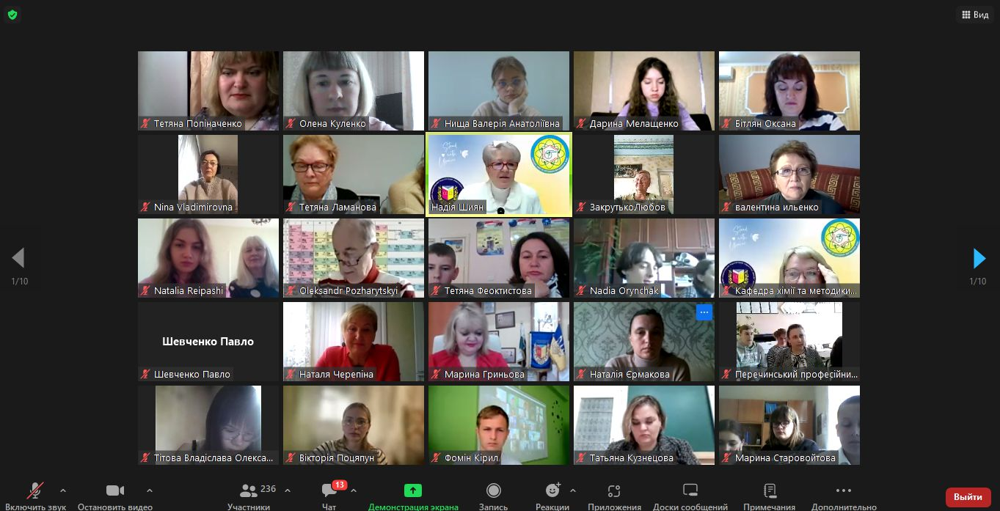 Вид
Тетяна Попіначенко
Олена Куленко
Нища Валерія Анатоліївна
Дарина Мелащенко
Бітлян Оксана
Nina Vladimirovna
Тетяна Ламанова
Stand
with
Ukraine
Надія Шиян
ЗакрутькоЛюбов
валентина ильенко
Natalia Reipashi
Oleksandr Pozharytskyi
Тетяна Феоктистова
Nadia Orynchak
Stand
with
Ukraine
Кафедра хімії та методики...
1/10
1/10
Шевченко Павло
Шевченко Павло
Наталя Черепіна
Марина Гриньова
Наталія Єрмакова
Перечинський професійни...
Тітова Владіслава Олекса...
Вікторія Поцяпун
Фомін Кірил
Татьяна Кузнецова
Марина Старовойтова
236
13
Включить звук
Остановить видео
Участники
Чат
Демонстрация экрана
Запись
Реакции
Приложения
Доски сообщений
Примечания
Дополнительно
Выйти